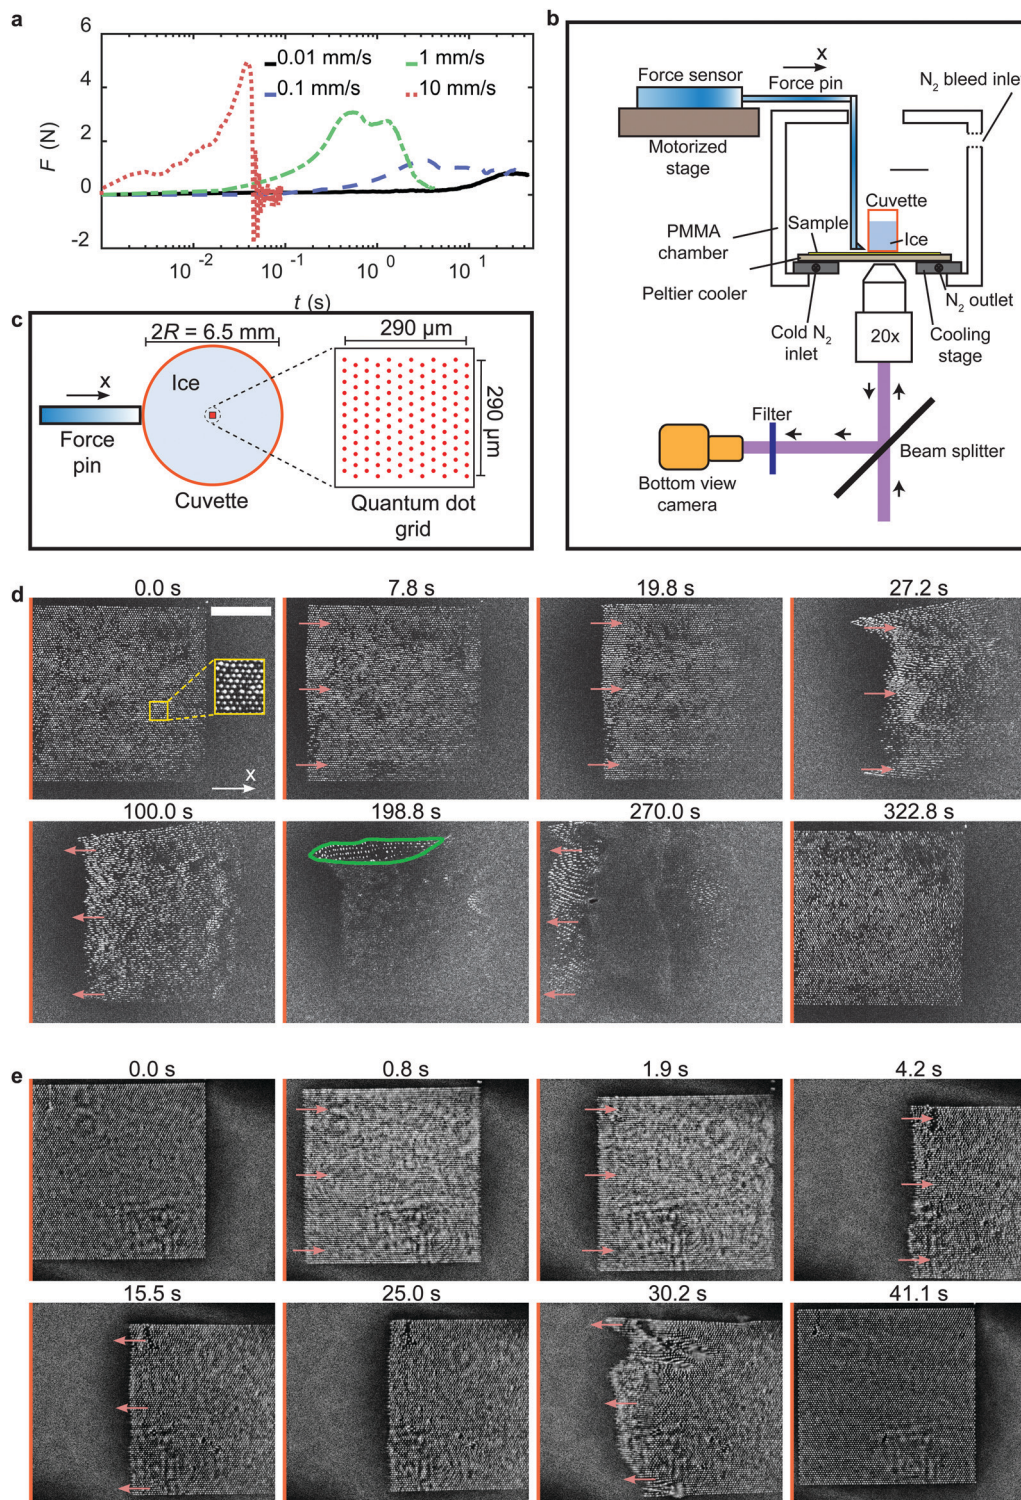 a
6
4
2
0
-2
F (N)
0.01 mm/s
0.1 mm/s
1 mm/s
10 mm/s
10⁻² 10⁻¹ 10⁰ 10¹
t (s)
b
x
Force sensor
Force pin
N₂ bleed inlet
Motorized
stage
Cuvette
Sample
Ice
PMMA
chamber
Peltier cooler
N₂ outlet
Cold N₂
inlet
20x
Cooling
stage
Filter
Beam splitter
Bottom view
camera
c
2R = 6.5 mm
290 µm
x
Ice
290 µm
Force
pin
Cuvette
Quantum dot
grid
d
0.0 s
7.8 s
19.8 s
27.2 s
x
100.0 s
198.8 s
270.0 s
322.8 s
e
0.0 s
0.8 s
1.9 s
4.2 s
15.5 s
25.0 s
30.2 s
41.1 s